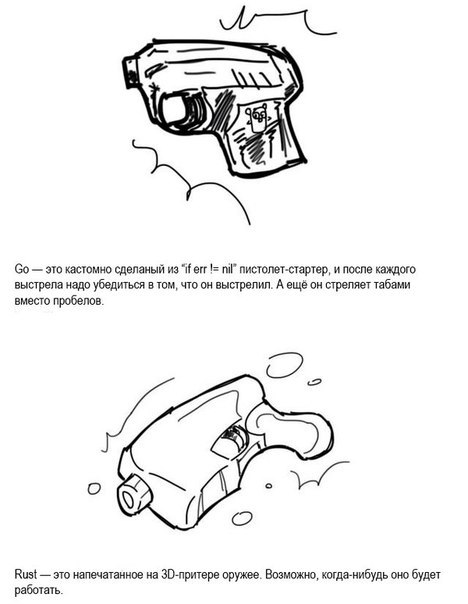 Go — это кастомно сделаный из “if err != nil” пистолет-стартер, и после каждого
выстрела надо убедиться в том, что он выстрелил. А ещё он стреляет табами
вместо пробелов.
Rust — это напечатанное на 3D-притере оружее. Возможно, когда-нибудь оно будет
работать.